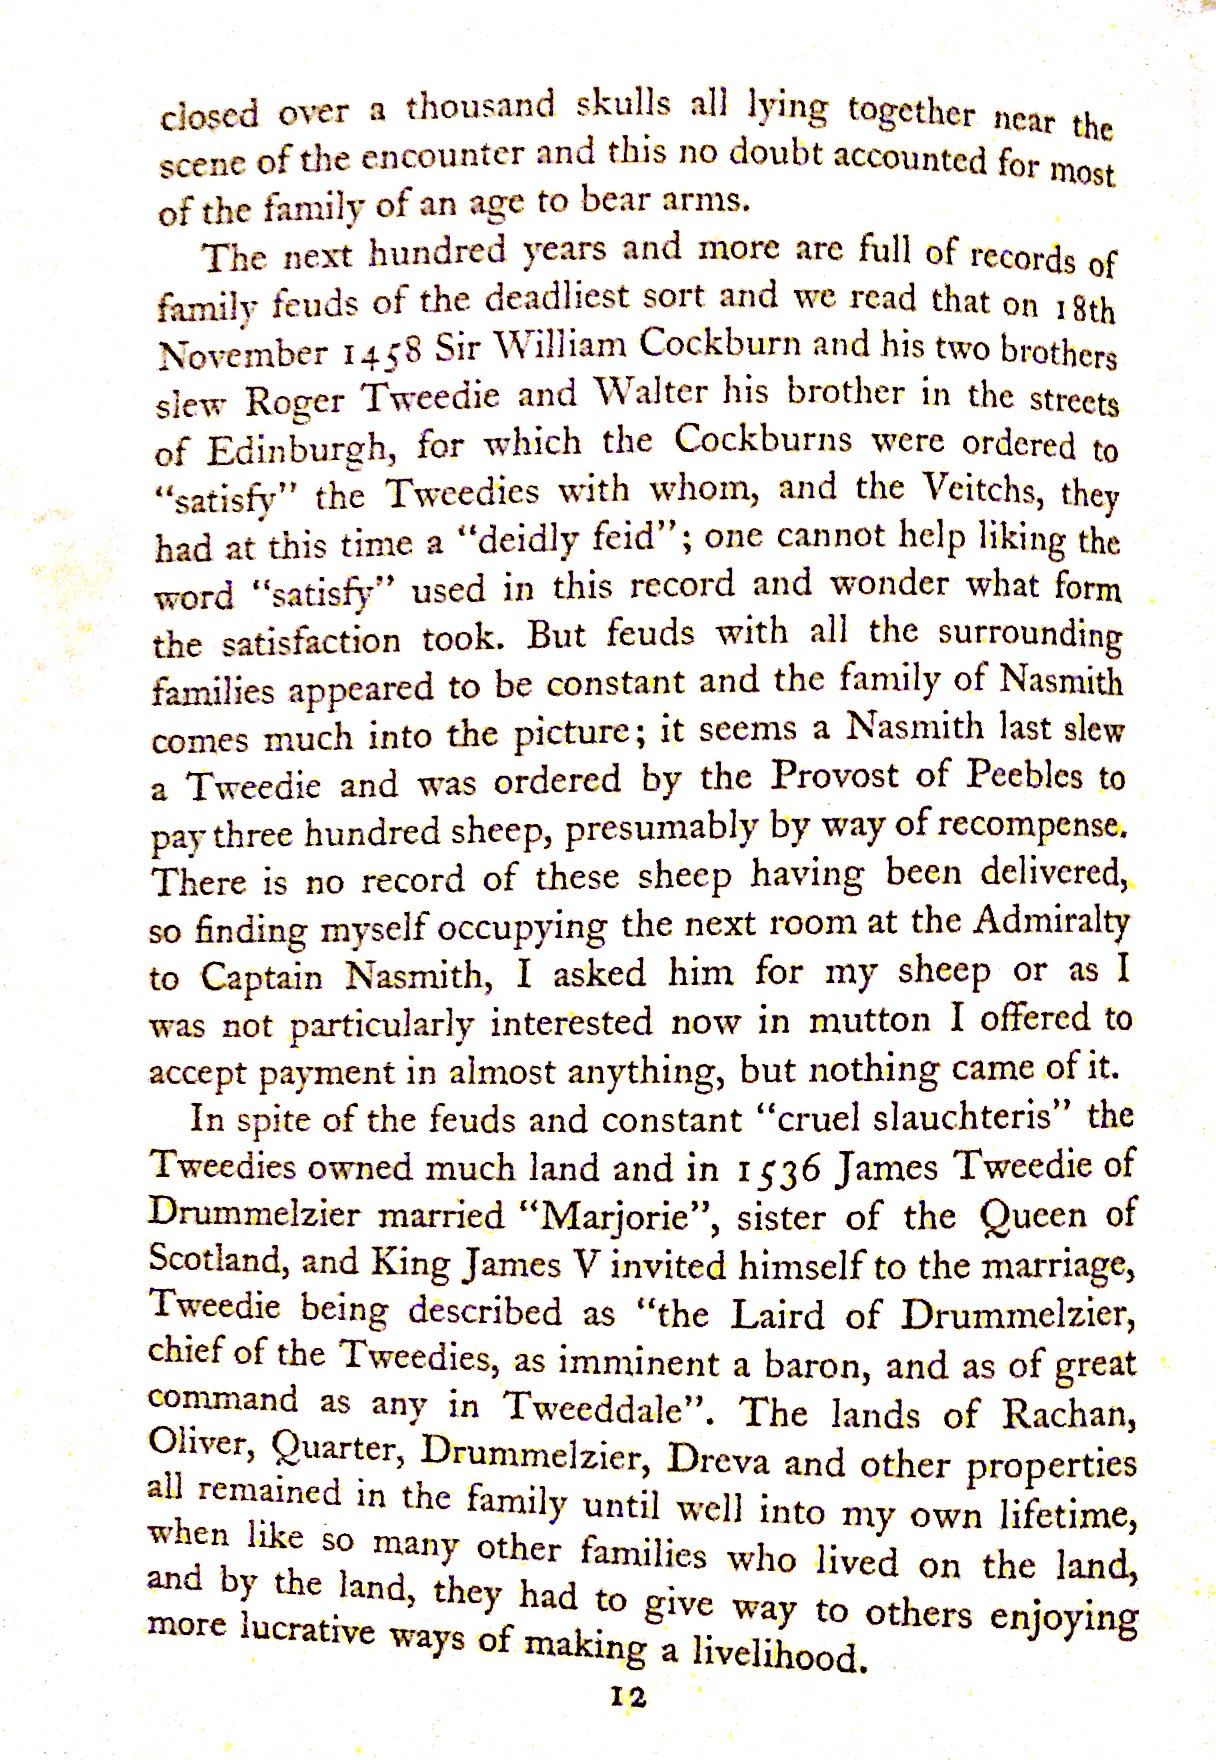 closed over a thousand skulls all lying together near the
scene of the encounter and this no doubt accounted for most
of the family of an age to bear arms.
The next hundred years and more are full of records of
family feuds of the deadliest sort and we read that on 18th
November 1458 Sir William Cockburn and his two brothers
slew Roger Tweedie and Walter his brother in the streets
of Edinburgh, for which the Cockburns were ordered to
“satisfy” the Tweedies with whom, and the Veitchs, they
had at this time a “deidly feid”; one cannot help liking the
word “satisfy” used in this record and wonder what form
the satisfaction took. But feuds with all the surrounding
families appeared to be constant and the family of Nasmith
comes much into the picture; it seems a Nasmith last slew
a Tweedie and was ordered by the Provost of Peebles to
pay three hundred sheep, presumably by way of recompense.
There is no record of these sheep having been delivered,
so finding myself occupying the next room at the Admiralty
to Captain Nasmith, I asked him for my sheep or as I
was not particularly interested now in mutton I offered to
accept payment in almost anything, but nothing came of it.
In spite of the feuds and constant “cruel slauchteris” the
Tweedies owned much land and in 1536 James Tweedie of
Drummelzier married “Marjorie”, sister of the Queen of
Scotland, and King James V invited himself to the marriage,
Tweedie being described as “the Laird of Drummelzier,
chief of the Tweedies, as imminent a baron, and as of great
command as any in Tweeddale”. The lands of Rachan,
Oliver, Quarter, Drummelzier, Dreva and other properties
all remained in the family until well into my own lifetime,
when like so many other families who lived on the land,
and by the land, they had to give way to others enjoying
more lucrative ways of making a livelihood.
12